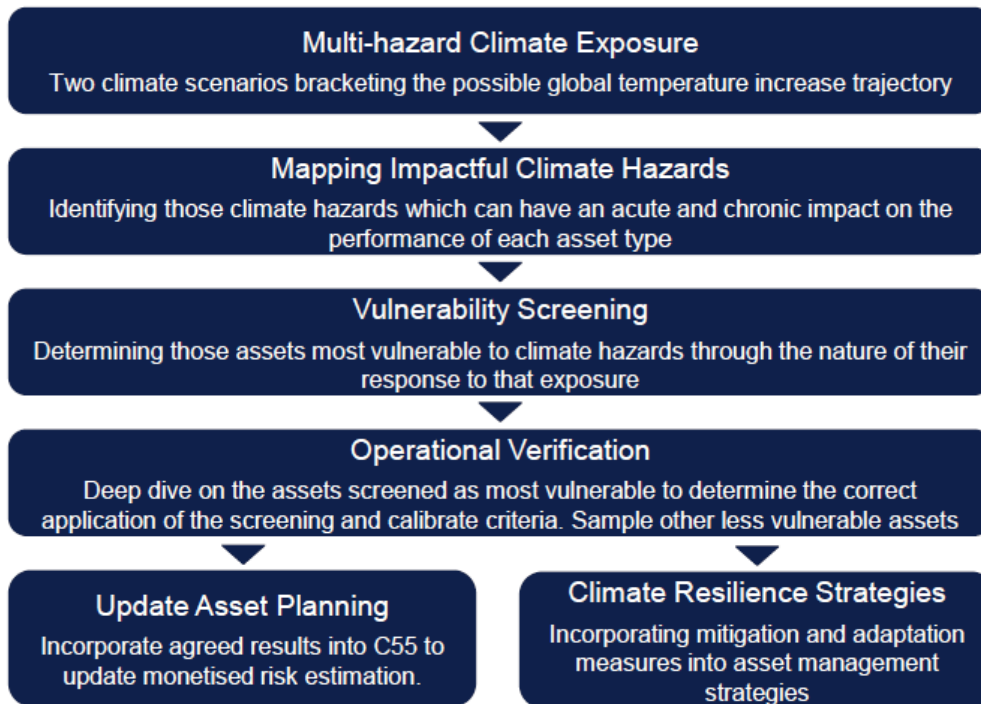 Multi-hazard Climate Exposure
Two climate scenarios bracketing the possible global temperature increase trajectory
Mapping Impactful Climate Hazards
Identifying those climate hazards which can have an acute and chronic impact on the
performance of each asset type
Vulnerability Screening
Determining those assets most vulnerable to climate hazards through the nature of their
response to that exposure
Operational Verification
Deep dive on the assets screened as most vulnerable to determine the correct
application of the screening and calibrate criteria. Sample other less vulnerable assets
Update Asset Planning
Incorporate agreed results into C55 to
update monetised risk estimation.
Climate Resilience Strategies
Incorporating mitigation and adaptation
measures into asset management
strategies